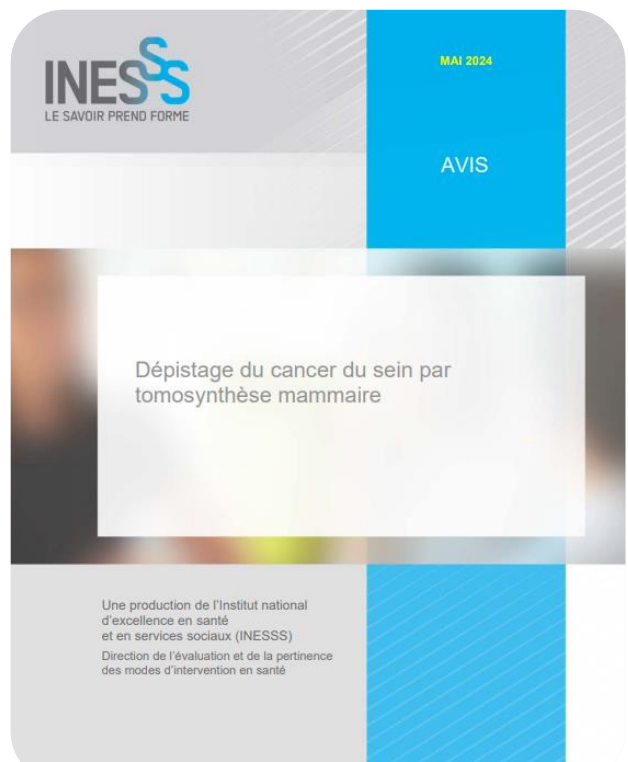 INESSS
LE SAVOIR PREND FORME
MAI 2024
AVIS
Dépistage du cancer du sein par
tomosynthèse mammaire
Une production de l'Institut national
d'excellence en santé
et en services sociaux (INESSS)
Direction de l'évaluation et de la pertinence
des modes d'intervention en santé